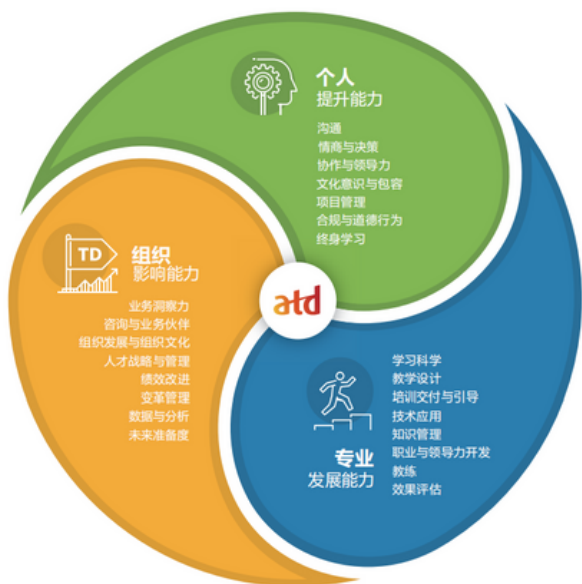 个人
提升能力
沟通
情商与决策
协作与领导力
文化意识与包容
项目管理
合规与道德行为
终身学习
TD
组织
影响能力
业务洞察力
咨询与业务伙伴
组织发展与组织文化
人才战略与管理
绩效改进
变革管理
数据与分析
未来准备度
atd
专业
发展能力
学习科学
教学设计
培训交付与引导
技术应用
知识管理
职业与领导力开发
教练
效果评估